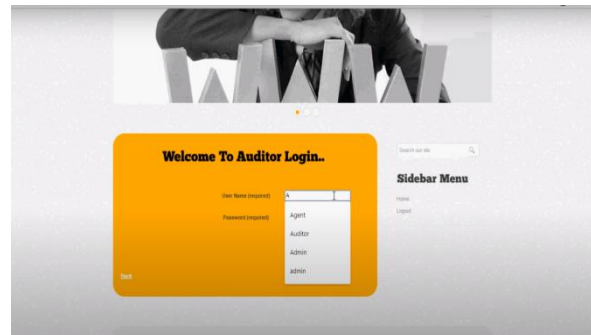 WWW
Welcome To Auditor Login..
User Name (required)
A
Password (required)
Agent
Auditor
Admin
admin
Back
Search our site
Sidebar Menu
Home
Logout